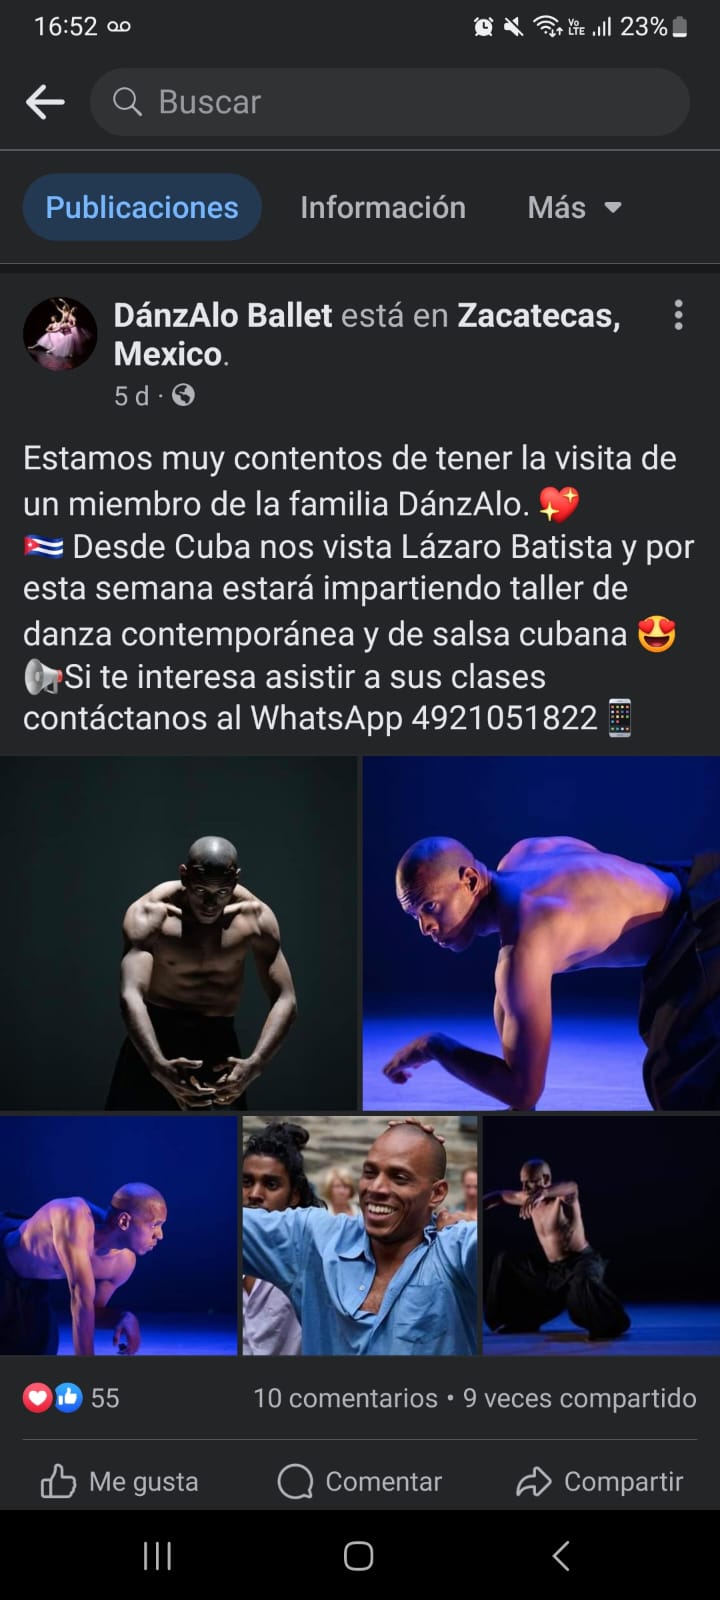 16:52
Vo
LTE
23%
Buscar
Publicaciones
Información
Más
DánzAlo Ballet está en Zacatecas,
Mexico.
5 d ·
Estamos muy contentos de tener la visita de
un miembro de la familia DánzAlo. 💖
🇨🇺 Desde Cuba nos vista Lázaro Batista y por
esta semana estará impartiendo taller de
danza contemporánea y de salsa cubana 😍
📢Si te interesa asistir a sus clases
contáctanos al WhatsApp 4921051822📱
55
10 comentarios • 9 veces compartido
Me gusta
Comentar
Compartir